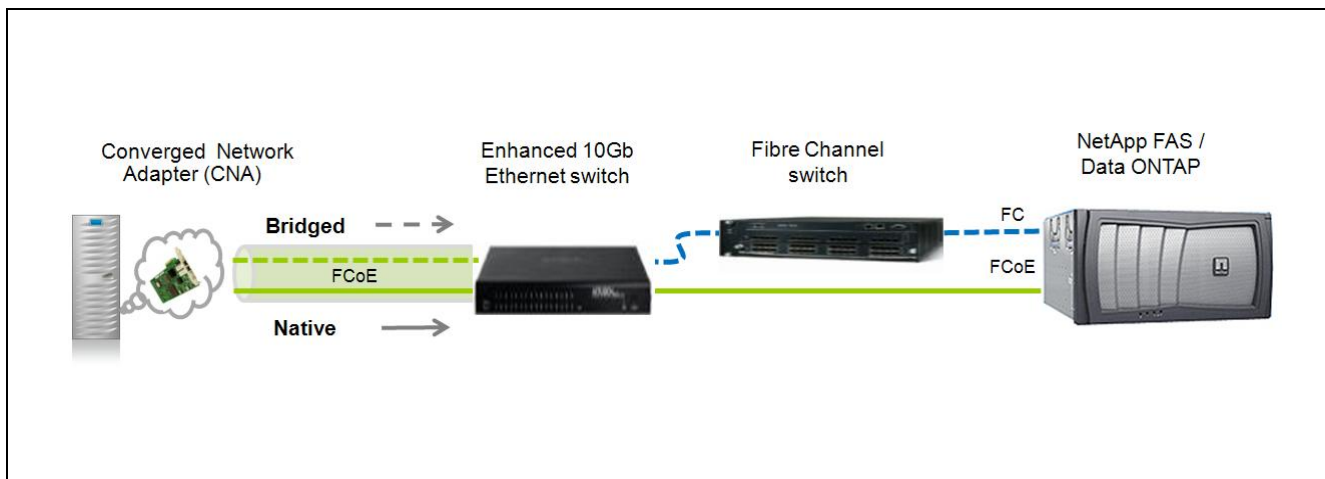 Converged Network
Adapter (CNA)
Enhanced 10Gb
Ethernet switch
Fibre Channel
switch
NetApp FAS /
Data ONTAP
Bridged
FCoE
Native
FC
FCoE